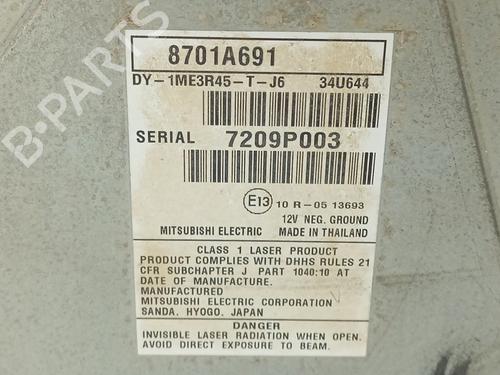 8701A691
DY-1ME3R45-T-J6 34U644
SERIAL 7209P003
E13 10 R-05 13693
12V NEG. GROUND
MITSUBISHI ELECTRIC MADE IN THAILAND
CLASS 1 LASER PRODUCT
PRODUCT COMPLIES WITH DHHS RULES 21
CFR SUBCHAPTER J PART 1040:10 AT
DATE OF MANUFACTURE.
MANUFACTURED
MITSUBISHI ELECTRIC CORPORATION
SANDA, HYOGO, JAPAN
DANGER
INVISIBLE LASER RADIATION WHEN OPEN.
AVOID DIRECT EXPOSURE TO BEAM.
B-PARTS